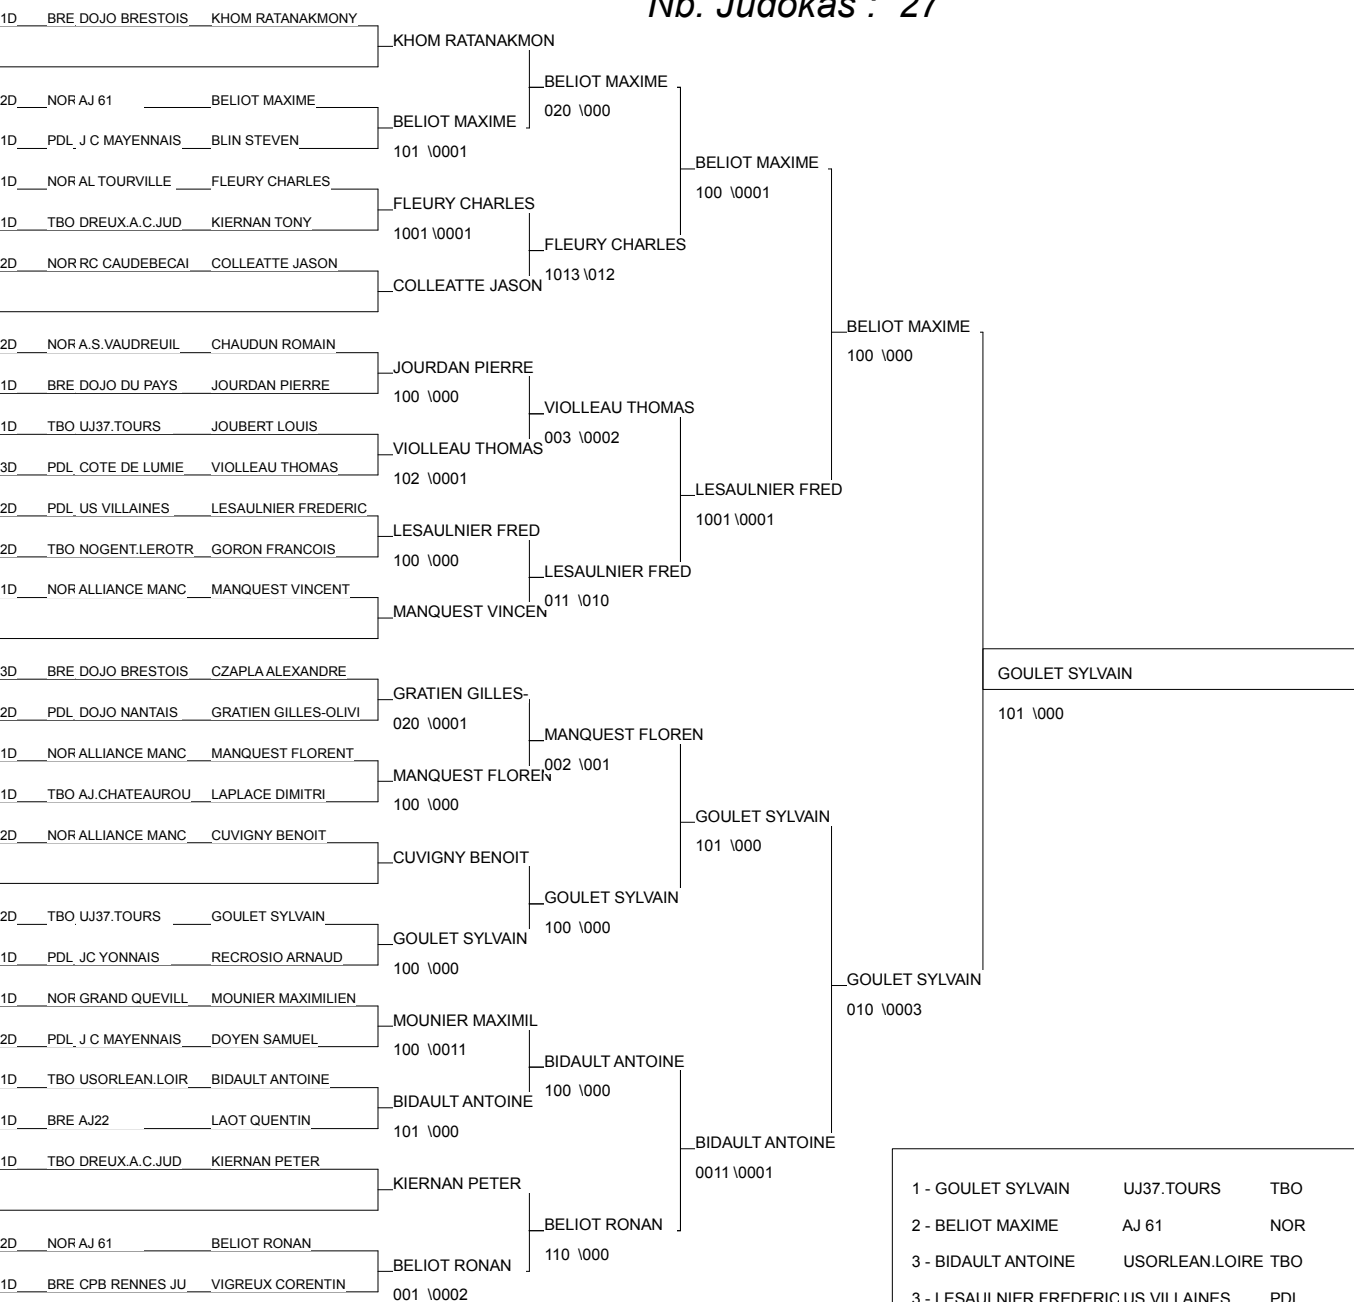 Nb. Judokas : 27
1D BRE DOJO BRESTOIS KHOM RATANAKMONY
2D NOR AJ 61 BELIOT MAXIME
1D PDL J C MAYENNAIS BLIN STEVEN
1D NOR AL TOURVILLE FLEURY CHARLES
1D TBO DREUX.A.C.JUD KIERNAN TONY
2D NOR RC CAUDEBECAI COLLEATTE JASON
2D NOR A.S.VAUDREUIL CHAUDUN ROMAIN
1D BRE DOJO DU PAYS JOURDAN PIERRE
1D TBO UJ37.TOURS JOUBERT LOUIS
3D PDL COTE DE LUMIE VIOLLEAU THOMAS
2D PDL US VILLAINES LESAULNIER FREDERIC
2D TBO NOGENT.LEROTR GORON FRANCOIS
1D NOR ALLIANCE MANC MANQUEST VINCENT
3D BRE DOJO BRESTOIS CZAPLA ALEXANDRE
2D PDL DOJO NANTAIS GRATIEN GILLES-OLIVI
1D NOR ALLIANCE MANC MANQUEST FLORENT
1D TBO AJ.CHATEAUROU LAPLACE DIMITRI
2D NOR ALLIANCE MANC CUVIGNY BENOIT
2D TBO UJ37.TOURS GOULET SYLVAIN
1D PDL JC YONNAIS RECROSIO ARNAUD
1D NOR GRAND QUEVILL MOUNIER MAXIMILIEN
2D PDL J C MAYENNAIS DOYEN SAMUEL
1D TBO USORLEAN.LOIR BIDAULT ANTOINE
1D BRE AJ22 LAOT QUENTIN
1D TBO DREUX.A.C.JUD KIERNAN PETER
2D NOR AJ 61 BELIOT RONAN
1D BRE CPB RENNES JU VIGREUX CORENTIN
KHOM RATANAKMON
BELIOT MAXIME
101 \0001
FLEURY CHARLES
1001 \0001
COLLEATTE JASON
JOURDAN PIERRE
100 \000
VIOLLEAU THOMAS
102 \0001
LESAULNIER FRED
100 \000
MANQUEST VINCEN
GRATIEN GILLES-
020 \0001
MANQUEST FLOREN
100 \000
CUVIGNY BENOIT
GOULET SYLVAIN
100 \000
MOUNIER MAXIMIL
100 \0011
BIDAULT ANTOINE
101 \000
KIERNAN PETER
BELIOT RONAN
001 \0002
BELIOT MAXIME
020 \000
FLEURY CHARLES
1013 \012
VIOLLEAU THOMAS
003 \0002
LESAULNIER FRED
011 \010
MANQUEST FLOREN
002 \001
GOULET SYLVAIN
100 \000
BIDAULT ANTOINE
100 \000
BELIOT RONAN
110 \000
BELIOT MAXIME
100 \0001
LESAULNIER FRED
1001 \0001
GOULET SYLVAIN
101 \000
BIDAULT ANTOINE
0011 \0001
BELIOT MAXIME
100 \000
GOULET SYLVAIN
010 \0003
GOULET SYLVAIN
101 \000
1 - GOULET SYLVAIN UJ37.TOURS TBO
2 - BELIOT MAXIME AJ 61 NOR
3 - BIDAULT ANTOINE USORLEAN.LOIRE TBO
3 - LESAULNIER FREDERIC US VILLAINES PDL